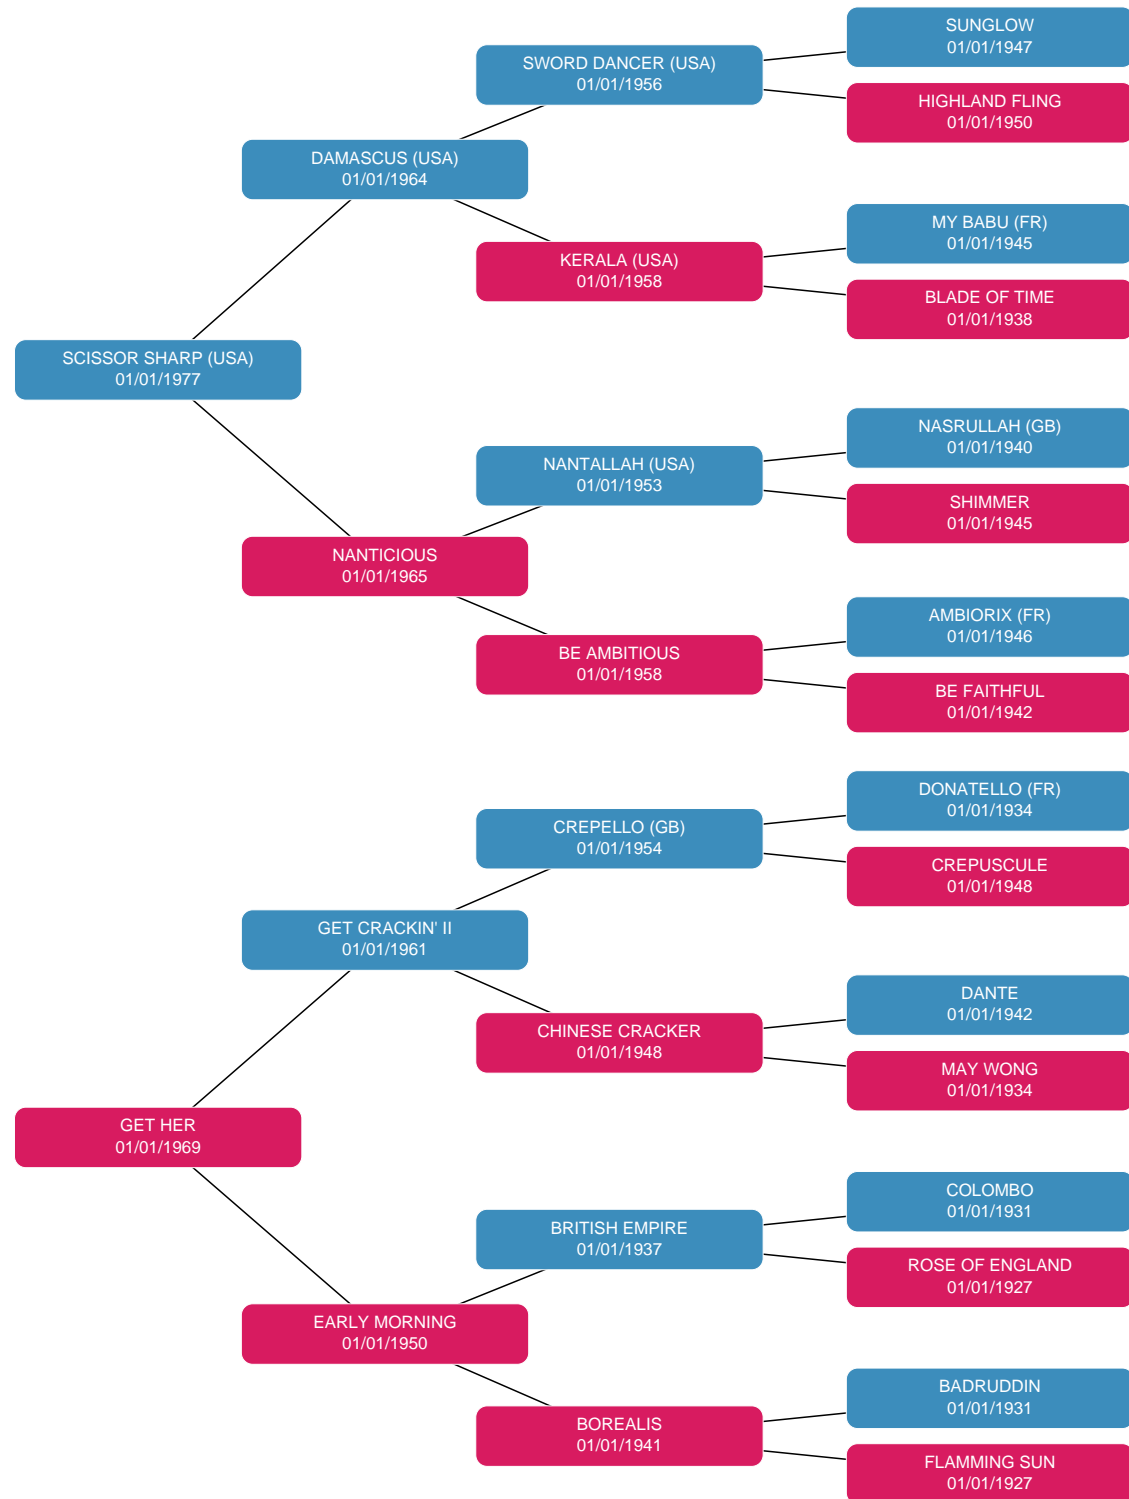 SUNGLOW
01/01/1947
SWORD DANCER (USA)
01/01/1956
HIGHLAND FLING
01/01/1950
DAMASCUS (USA)
01/01/1964
MY BABU (FR)
01/01/1945
KERALA (USA)
01/01/1958
BLADE OF TIME
01/01/1938
SCISSOR SHARP (USA)
01/01/1977
NASRULLAH (GB)
01/01/1940
NANTALLAH (USA)
01/01/1953
SHIMMER
01/01/1945
NANTICIOUS
01/01/1965
AMBIORIX (FR)
01/01/1946
BE AMBITIOUS
01/01/1958
BE FAITHFUL
01/01/1942
DONATELLO (FR)
01/01/1934
CREPELLO (GB)
01/01/1954
CREPUSCULE
01/01/1948
GET CRACKIN' II
01/01/1961
DANTE
01/01/1942
CHINESE CRACKER
01/01/1948
MAY WONG
01/01/1934
GET HER
01/01/1969
COLOMBO
01/01/1931
BRITISH EMPIRE
01/01/1937
ROSE OF ENGLAND
01/01/1927
EARLY MORNING
01/01/1950
BADRUDDIN
01/01/1931
BOREALIS
01/01/1941
FLAMMING SUN
01/01/1927